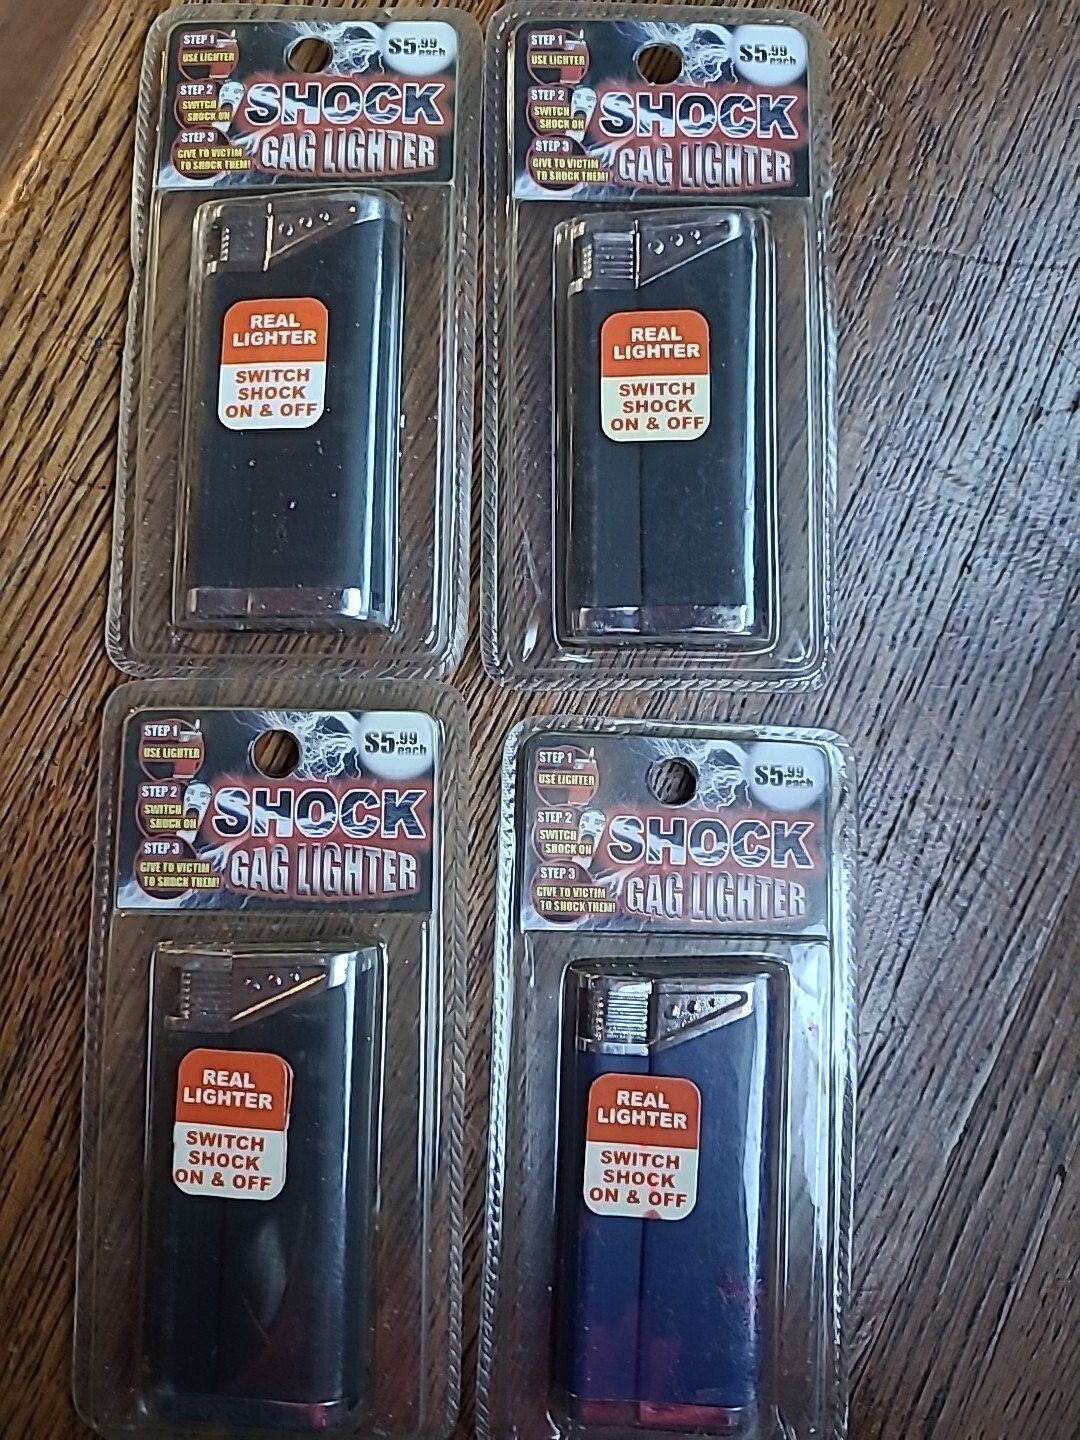 STEP 1
USE LIGHTER
STEP 2
SWITCH
SHOCK ON
STEP 3
GIVE TO VICTIM
TO SHOCK THEM!
$5.99
each
SHOCK
GAG LIGHTER
REAL
LIGHTER
SWITCH
SHOCK
ON & OFF
STEP 1
USE LIGHTER
STEP 2
SWITCH
SHOCK ON
STEP 3
GIVE TO VICTIM
TO SHOCK THEM!
$5.99
each
SHOCK
GAG LIGHTER
REAL
LIGHTER
SWITCH
SHOCK
ON & OFF
STEP 1
USE LIGHTER
STEP 2
SWITCH
SHOCK ON
STEP 3
GIVE TO VICTIM
TO SHOCK THEM!
$5.99
each
SHOCK
GAG LIGHTER
REAL
LIGHTER
SWITCH
SHOCK
ON & OFF
STEP 1
USE LIGHTER
STEP 2
SWITCH
SHOCK ON
STEP 3
GIVE TO VICTIM
TO SHOCK THEM!
$5.99
each
SHOCK
GAG LIGHTER
REAL
LIGHTER
SWITCH
SHOCK
ON & OFF